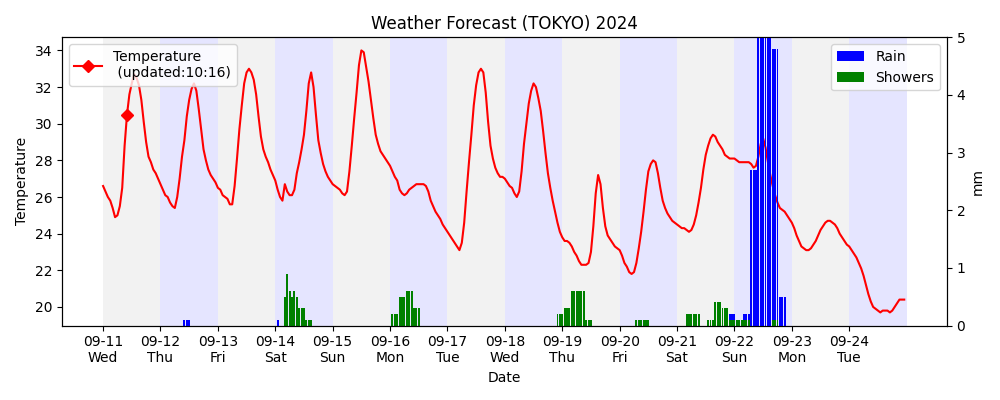 Weather Forecast (TOKYO) 2024
Temperature
(updated:10:16)
Rain
Showers
Temperature
34
32
30
28
26
24
22
20
5
4
3
2
1
0
mm
09-11 09-12 09-13 09-14 09-15 09-16 09-17 09-18 09-19 09-20 09-21 09-22 09-23 09-24
Wed Thu Fri Sat Sun Mon Tue Wed Thu Fri Sat Sun Mon Tue
Date